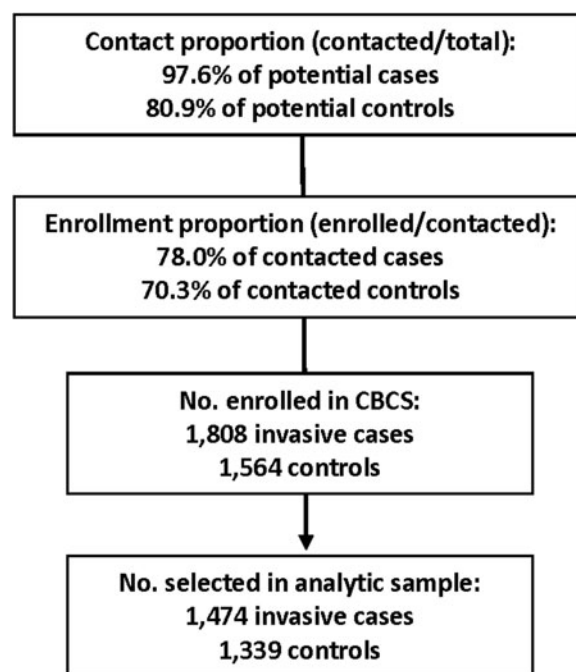 Contact proportion (contacted/total):
97.6% of potential cases
80.9% of potential controls
Enrollment proportion (enrolled/contacted):
78.0% of contacted cases
70.3% of contacted controls
No. enrolled in CBCS:
1,808 invasive cases
1,564 controls
No. selected in analytic sample:
1,474 invasive cases
1,339 controls